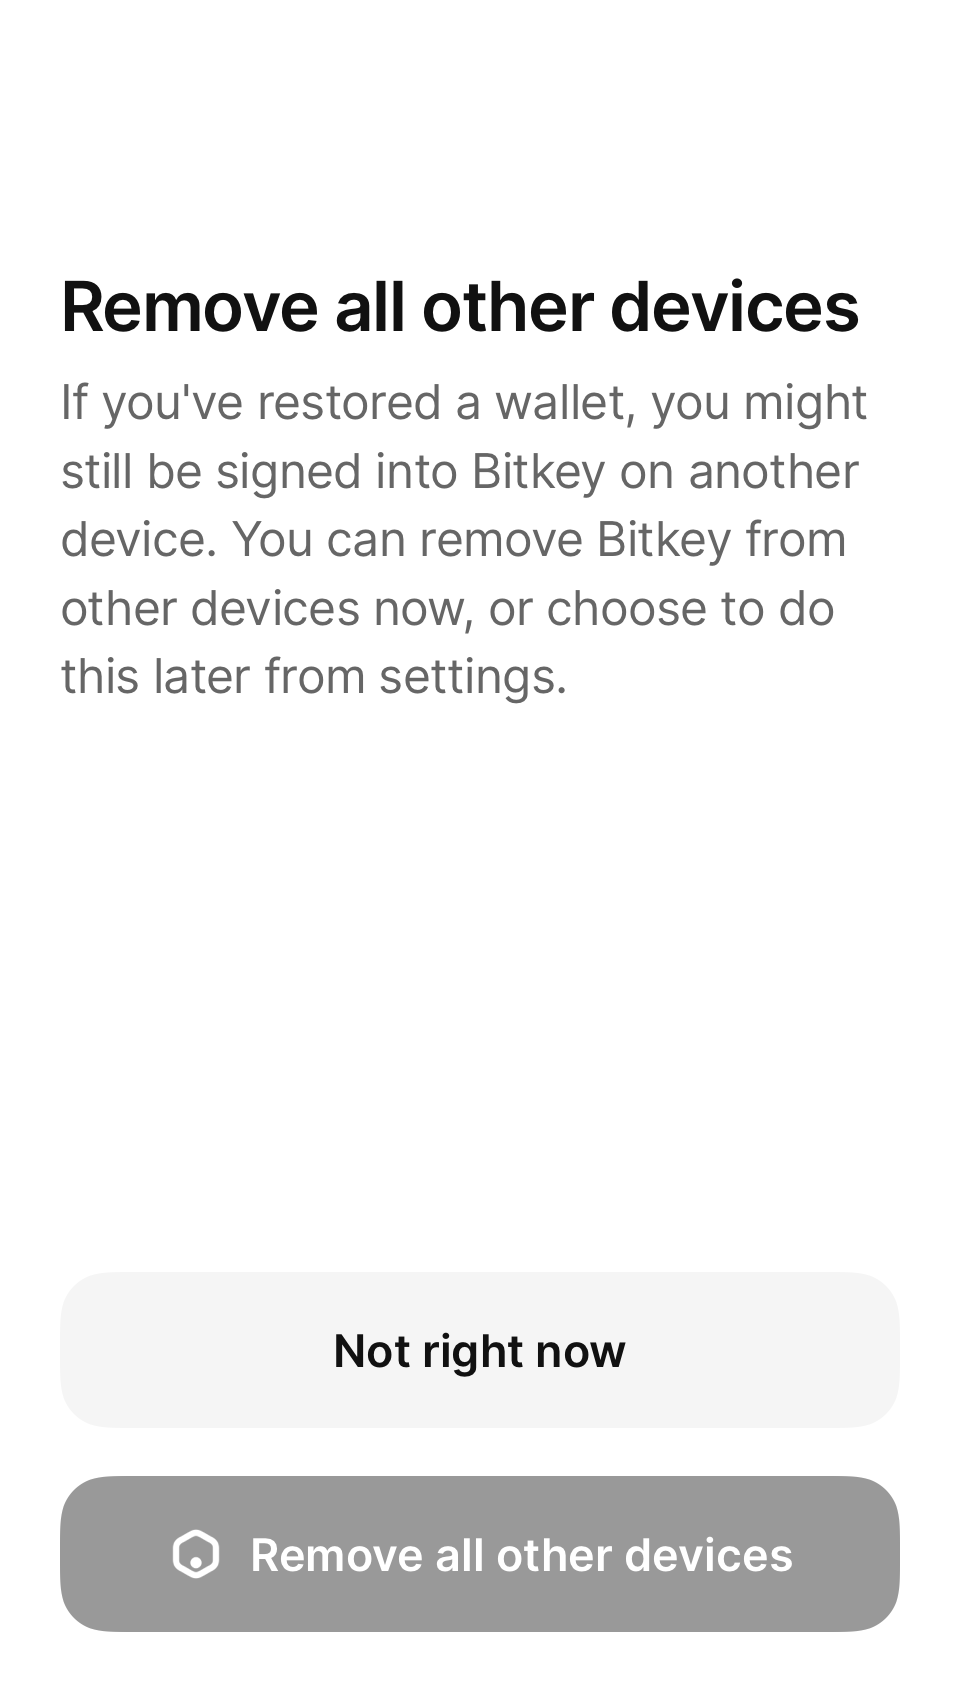 Remove all other devices
If you've restored a wallet, you might
still be signed into Bitkey on another
device. You can remove Bitkey from
other devices now, or choose to do
this later from settings.
Not right now
Remove all other devices